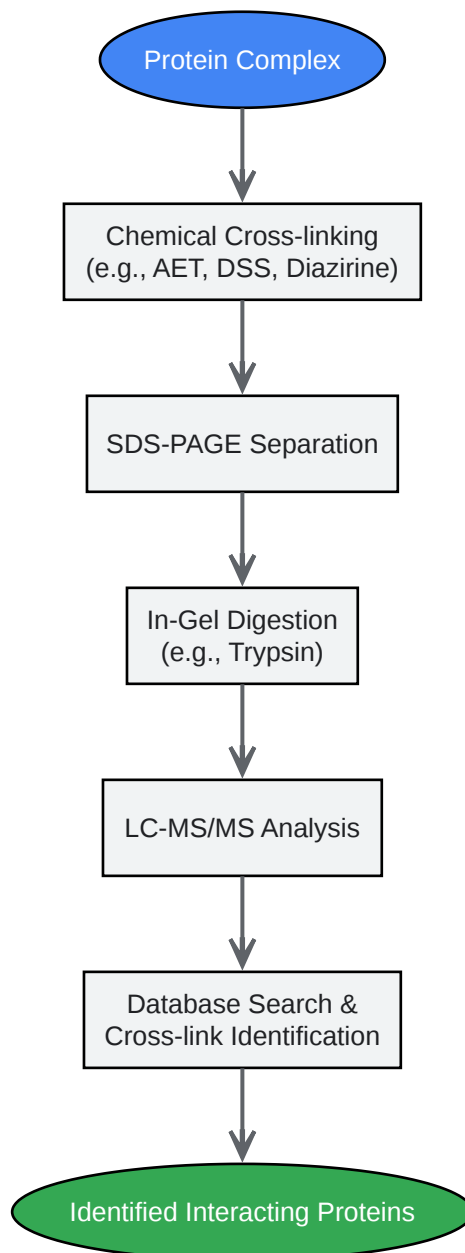 Protein Complex
Chemical Cross-linking
(e.g., AET, DSS, Diazirine)
SDS-PAGE Separation
In-Gel Digestion
(e.g., Trypsin)
LC-MS/MS Analysis
Database Search &
Cross-link Identification
Identified Interacting Proteins